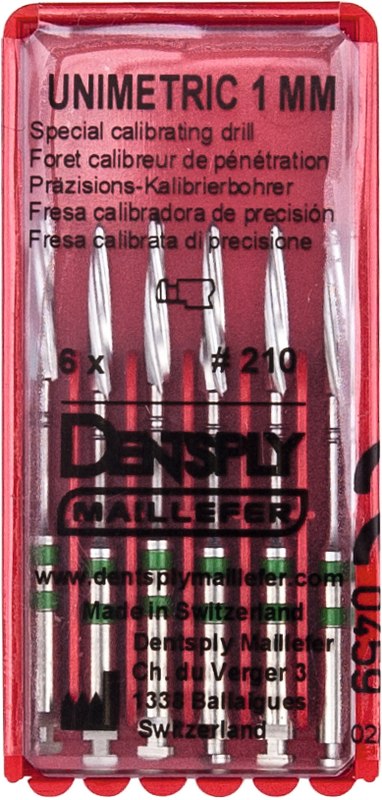 UNIMETRIC 1 MM
Special calibrating drill
Foret calibreur de pénétration
Präzisions-Kalibrierbohrer
Fresa calibradora de precisión
Fresa calibrata di precisione
6 x # 210
DENTSPLY
MAILLEFER
www.dentsplymaillefer.com
Made in Switzerland
Dentsply Maillefer
Ch. du Verger 3
1338 Ballaigues
Switzerland
0459
02